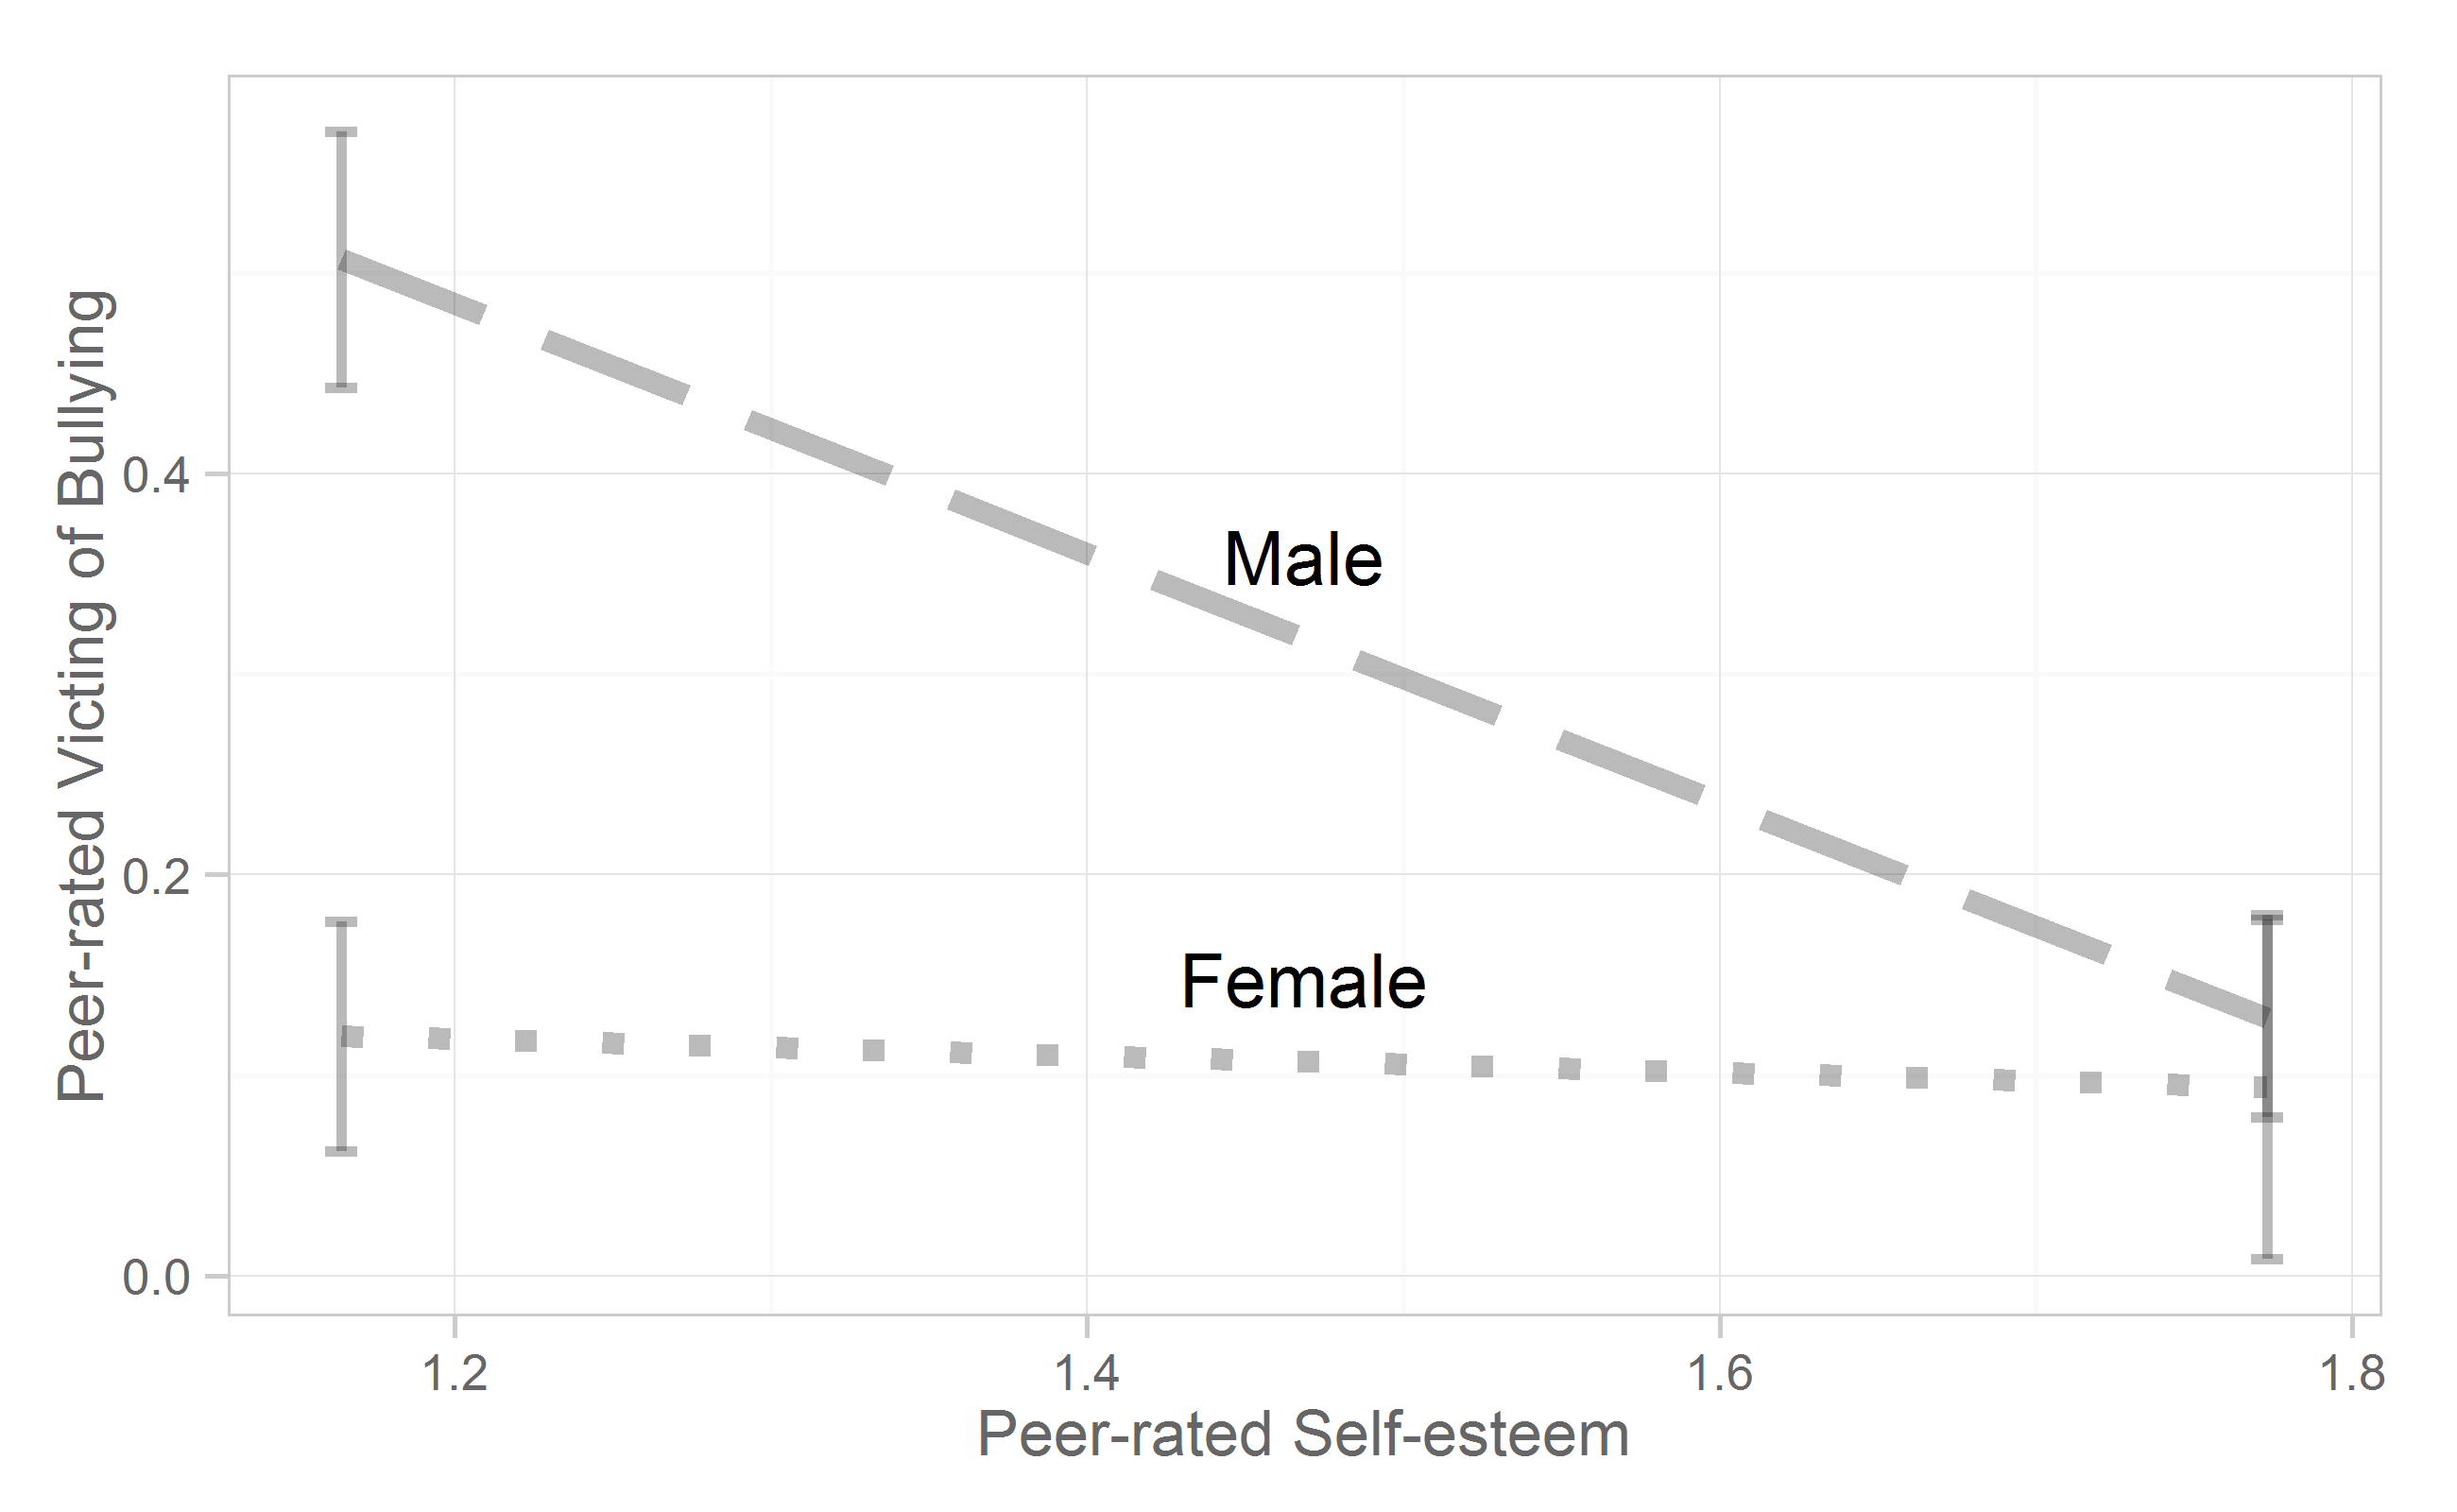 Peer-rated Victing of Bullying
0.4
0.2
0.0
Male
Female
1.2 1.4 1.6 1.8
Peer-rated Self-esteem